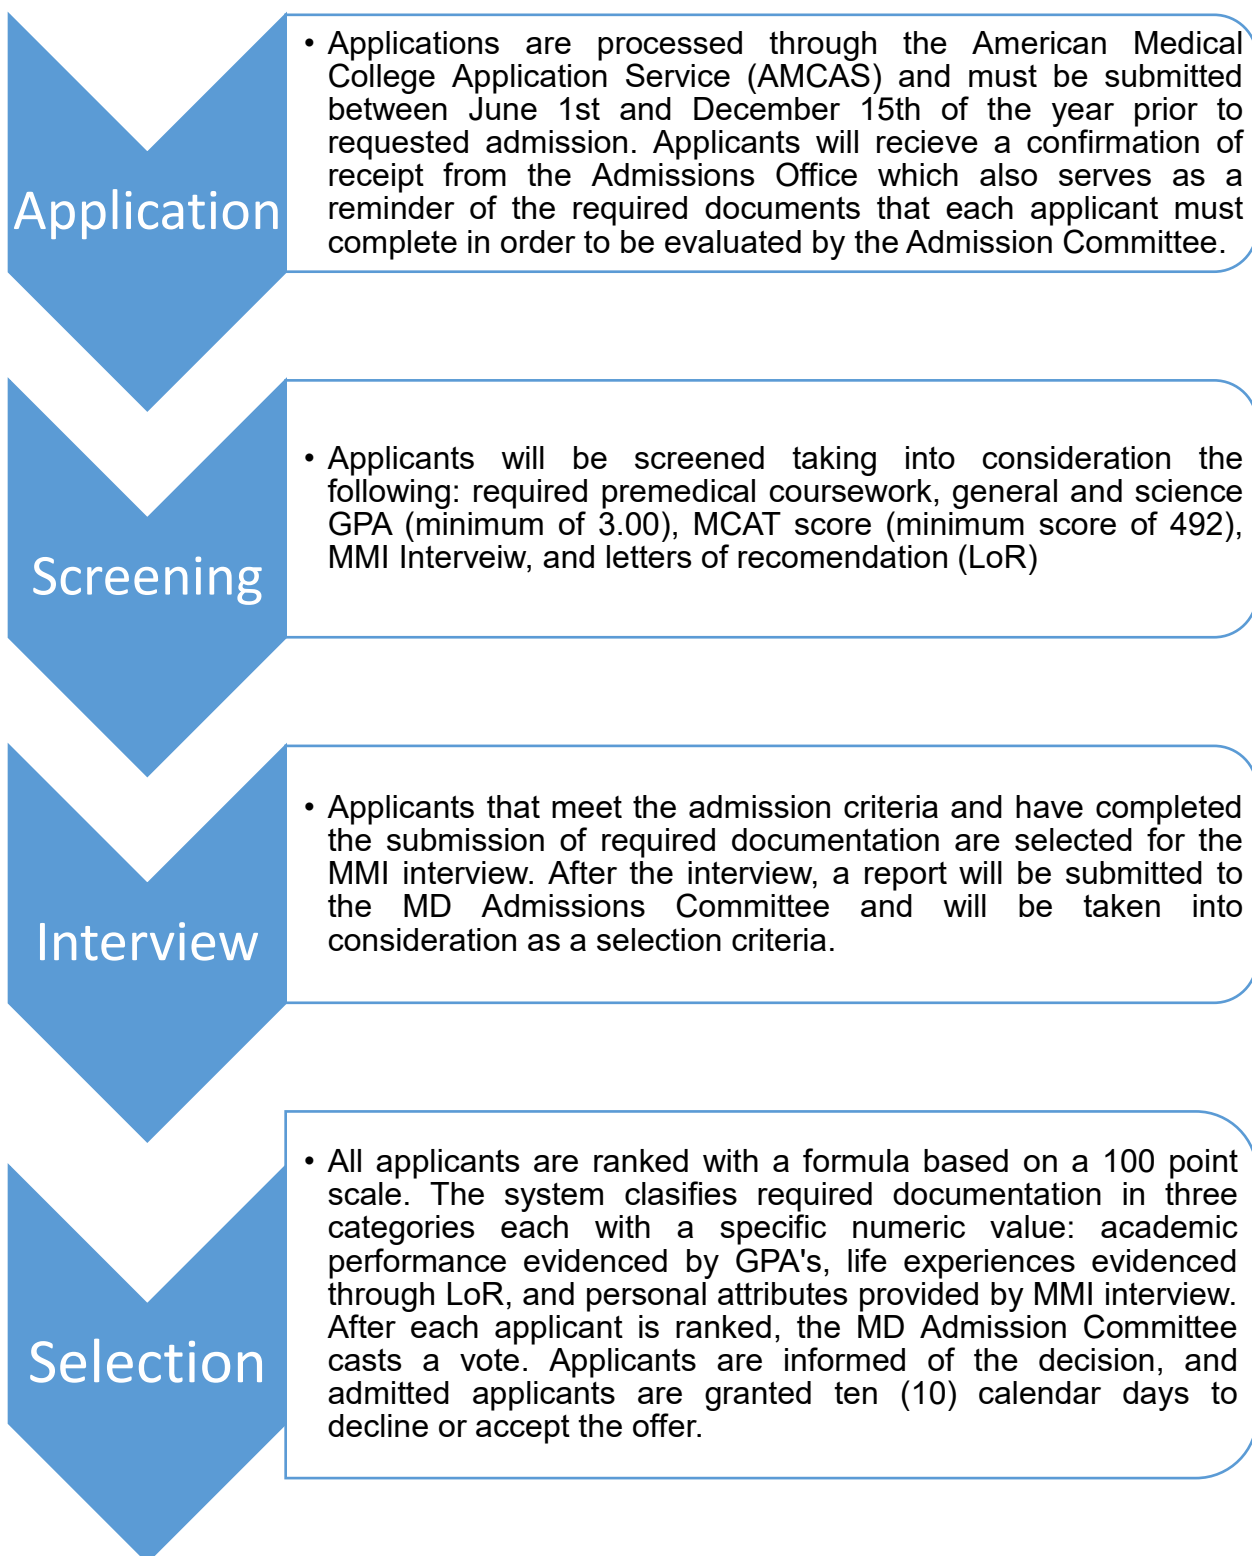 Application
• Applications are processed through the American Medical
College Application Service (AMCAS) and must be submitted
between June 1st and December 15th of the year prior to
requested admission. Applicants will recieve a confirmation of
receipt from the Admissions Office which also serves as a
reminder of the required documents that each applicant must
complete in order to be evaluated by the Admission Committee.
Screening
• Applicants will be screened taking into consideration the
following: required premedical coursework, general and science
GPA (minimum of 3.00), MCAT score (minimum score of 492),
MMI Interveiw, and letters of recomendation (LoR)
Interview
• Applicants that meet the admission criteria and have completed
the submission of required documentation are selected for the
MMI interview. After the interview, a report will be submitted to
the MD Admissions Committee and will be taken into
consideration as a selection criteria.
Selection
• All applicants are ranked with a formula based on a 100 point
scale. The system clasifies required documentation in three
categories each with a specific numeric value: academic
performance evidenced by GPA's, life experiences evidenced
through LoR, and personal attributes provided by MMI interview.
After each applicant is ranked, the MD Admission Committee
casts a vote. Applicants are informed of the decision, and
admitted applicants are granted ten (10) calendar days to
decline or accept the offer.